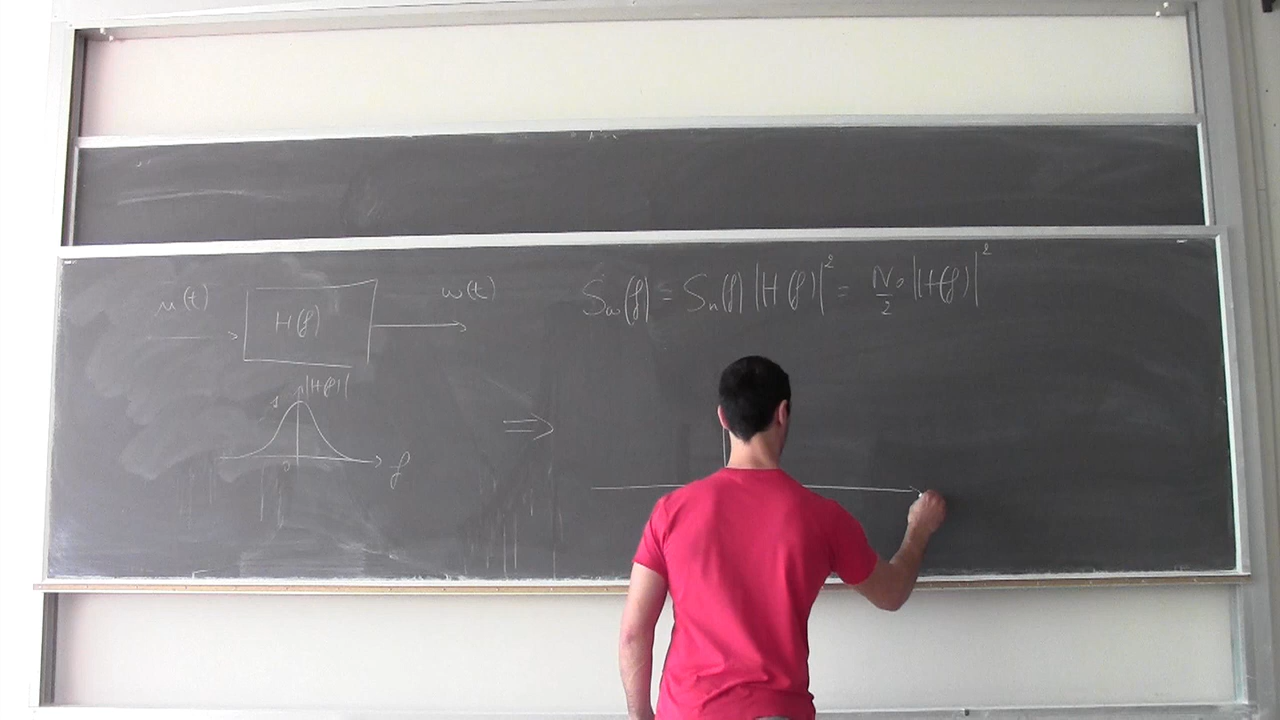 n(t)
H(f)
w(t)
S_w(f) = S_n(f) |H(f)|^2 = N_0/2 |H(f)|^2
|H(f)|
1
0
f
⇒